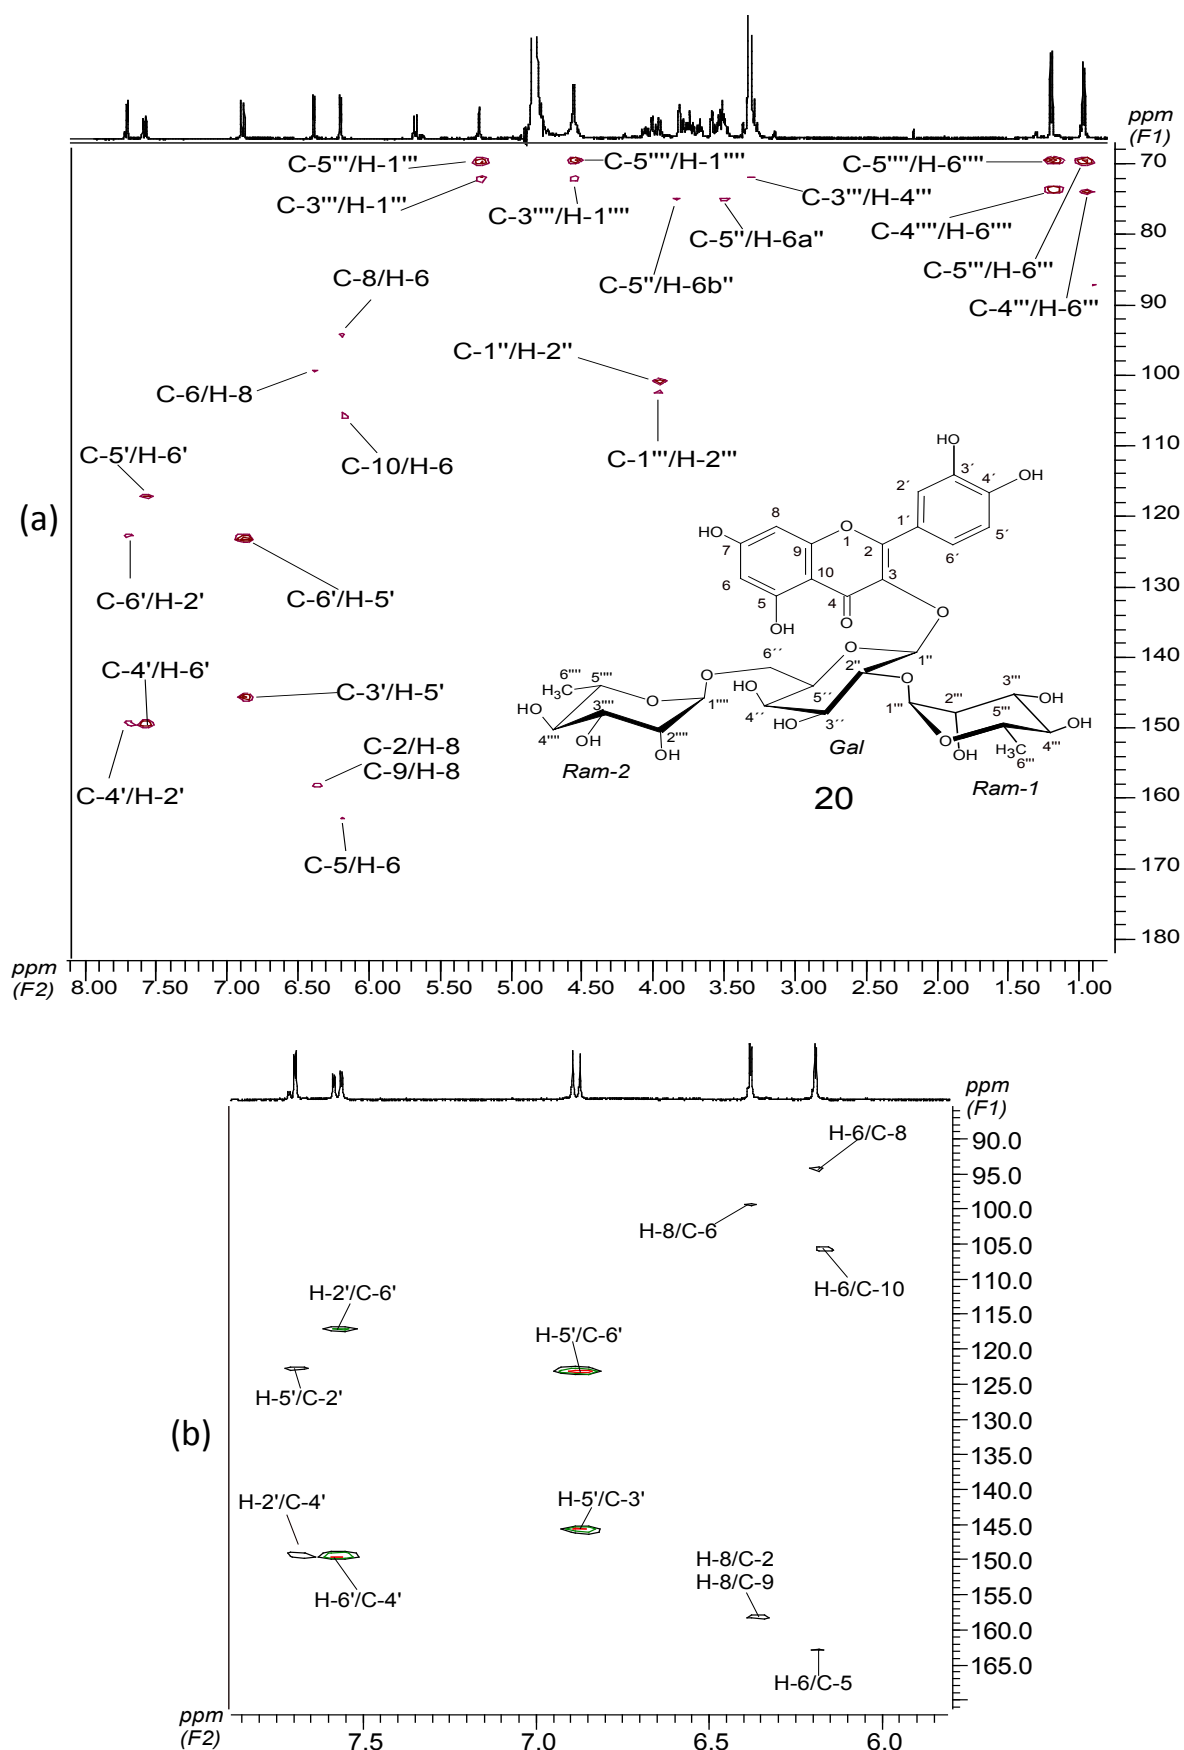 ppm
(F1)
C-5'''/H-1'''
C-5''''/H-1''''
C-5''''/H-6''''
70
C-3'''/H-1'''
C-3''''/H-1''''
C-3'''/H-4'''
C-4''''/H-6''''
80
C-5''/H-6a''
C-5''/H-6b''
C-5'''/H-6'''
C-4'''/H-6'''
90
C-8/H-6
C-1''/H-2''
100
C-6/H-8
C-10/H-6
C-1'''/H-2'''
110
C-5'/H-6'
(a)
120
C-6'/H-2'
C-6'/H-5'
130
140
C-4'/H-6'
C-3'/H-5'
150
C-2/H-8
C-9/H-8
C-4'/H-2'
160
C-5/H-6
170
180
HO
3´
4´
OH
2´
1´
5´
6´
8
HO
7
9
O
1
2
6
10
3
5
4
OH
O
O
6´´
O
1''
2''
O
6''''
5''''
H₃C
O
O
1''''
HO
HO
5´´
4´´
HO
3´´
3''''
4''''
OH
2''''
OH
1'''
2'''
3'''
OH
5'''
OH
O
4'''
OH
H₃C
6'''
Ram-2
Gal
Ram-1
20
ppm
(F2)
8.00
7.50
7.00
6.50
6.00
5.50
5.00
4.50
4.00
3.50
3.00
2.50
2.00
1.50
1.00
ppm
(F1)
H-6/C-8
90.0
95.0
100.0
H-8/C-6
105.0
H-6/C-10
110.0
H-2'/C-6'
115.0
H-5'/C-6'
120.0
H-5'/C-2'
125.0
(b)
130.0
135.0
140.0
H-2'/C-4'
H-5'/C-3'
145.0
150.0
H-8/C-2
H-8/C-9
H-6'/C-4'
155.0
160.0
H-6/C-5
165.0
ppm
(F2)
7.5
7.0
6.5
6.0